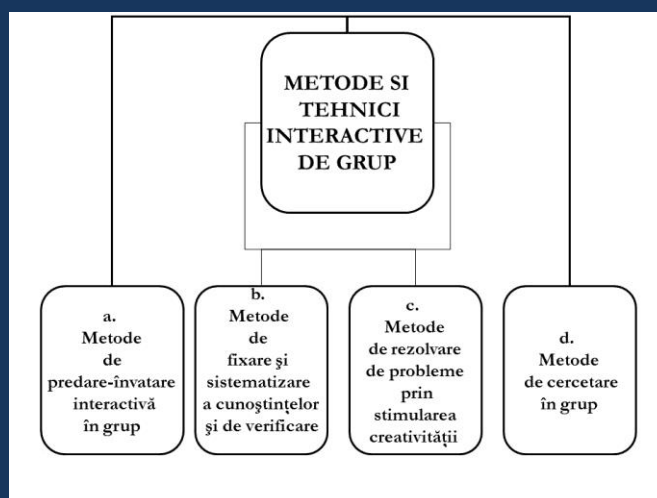 METODE SI
TEHNICI
INTERACTIVE
DE GRUP
a.
Metode
de
predare-învatare
interactivă
în grup
b.
Metode
de
fixare şi
sistematizare
a cunoştinţelor
şi de verificare
c.
Metode
de rezolvare
de probleme
prin
stimularea
creativităţii
d.
Metode
de cercetare
în grup